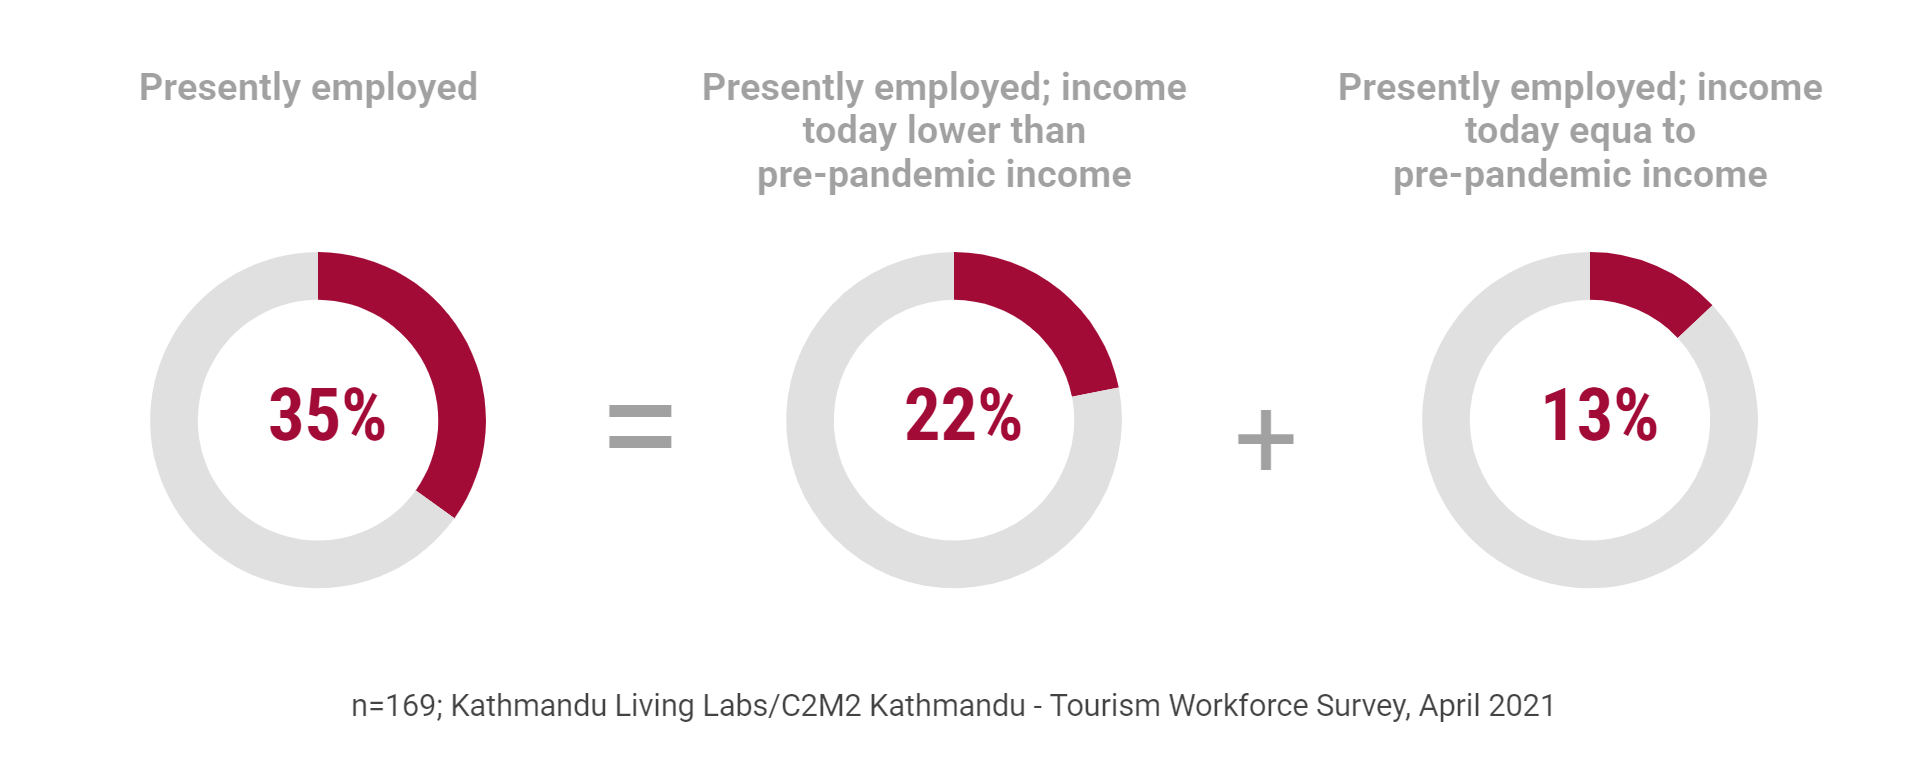 Presently employed
Presently employed; income
today lower than
pre-pandemic income
Presently employed; income
today equa to
pre-pandemic income
35%
=
22%
+
13%
n=169; Kathmandu Living Labs/C2M2 Kathmandu - Tourism Workforce Survey, April 2021